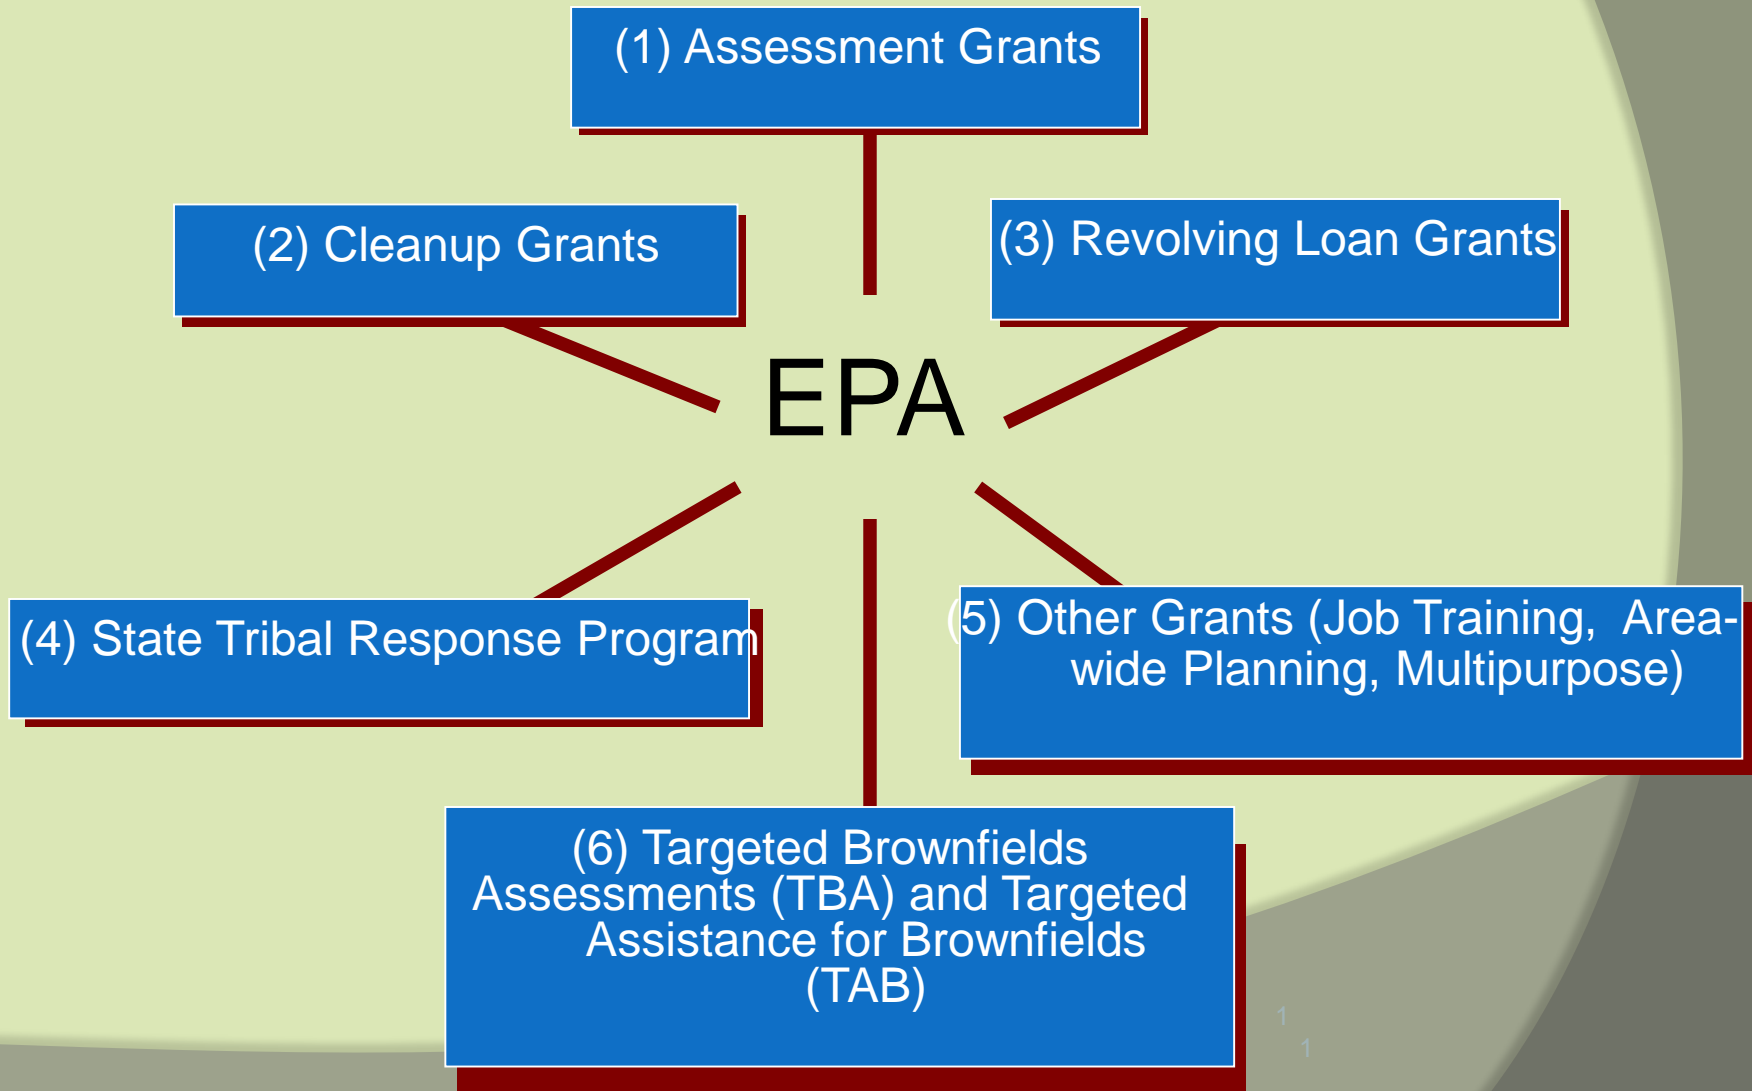 (1) Assessment Grants
(2) Cleanup Grants
(3) Revolving Loan Grants
EPA
(4) State Tribal Response Program
(5) Other Grants (Job Training,  Area-
wide Planning, Multipurpose)
(6) Targeted Brownfields
Assessments (TBA) and Targeted
Assistance for Brownfields
(TAB)
1
1